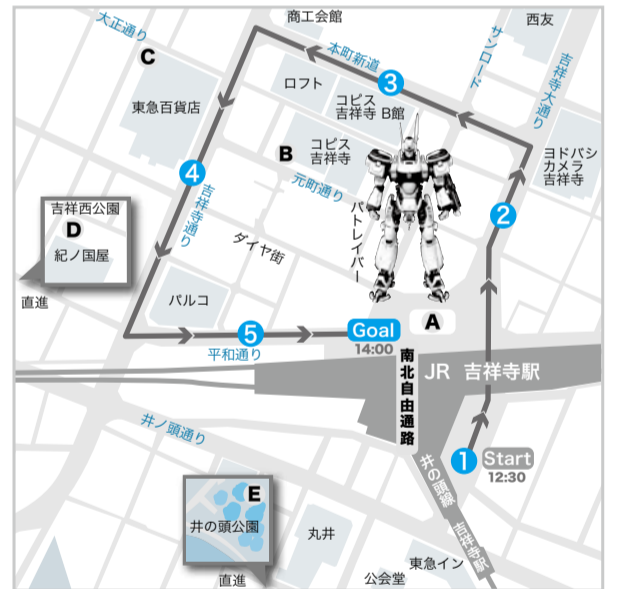 商工会館
西友
大正通り
C
本町新道
サンロード
吉祥寺大通り
ロフト
3
東急百貨店
コピス
吉祥寺 B館
B
コピス
吉祥寺
ヨドバシ
カメラ
吉祥寺
4
元町通り
パトレイバー
2
吉祥寺通り
吉祥西公園
D
紀ノ国屋
直進
ダイヤ街
パルコ
5
平和通り
Goal
14:00
A
南北自由通路
JR 吉祥寺駅
井ノ頭通り
1
Start
12:30
井の頭線 吉祥寺駅
E
井の頭公園
直進
丸井
東急イン
公会堂